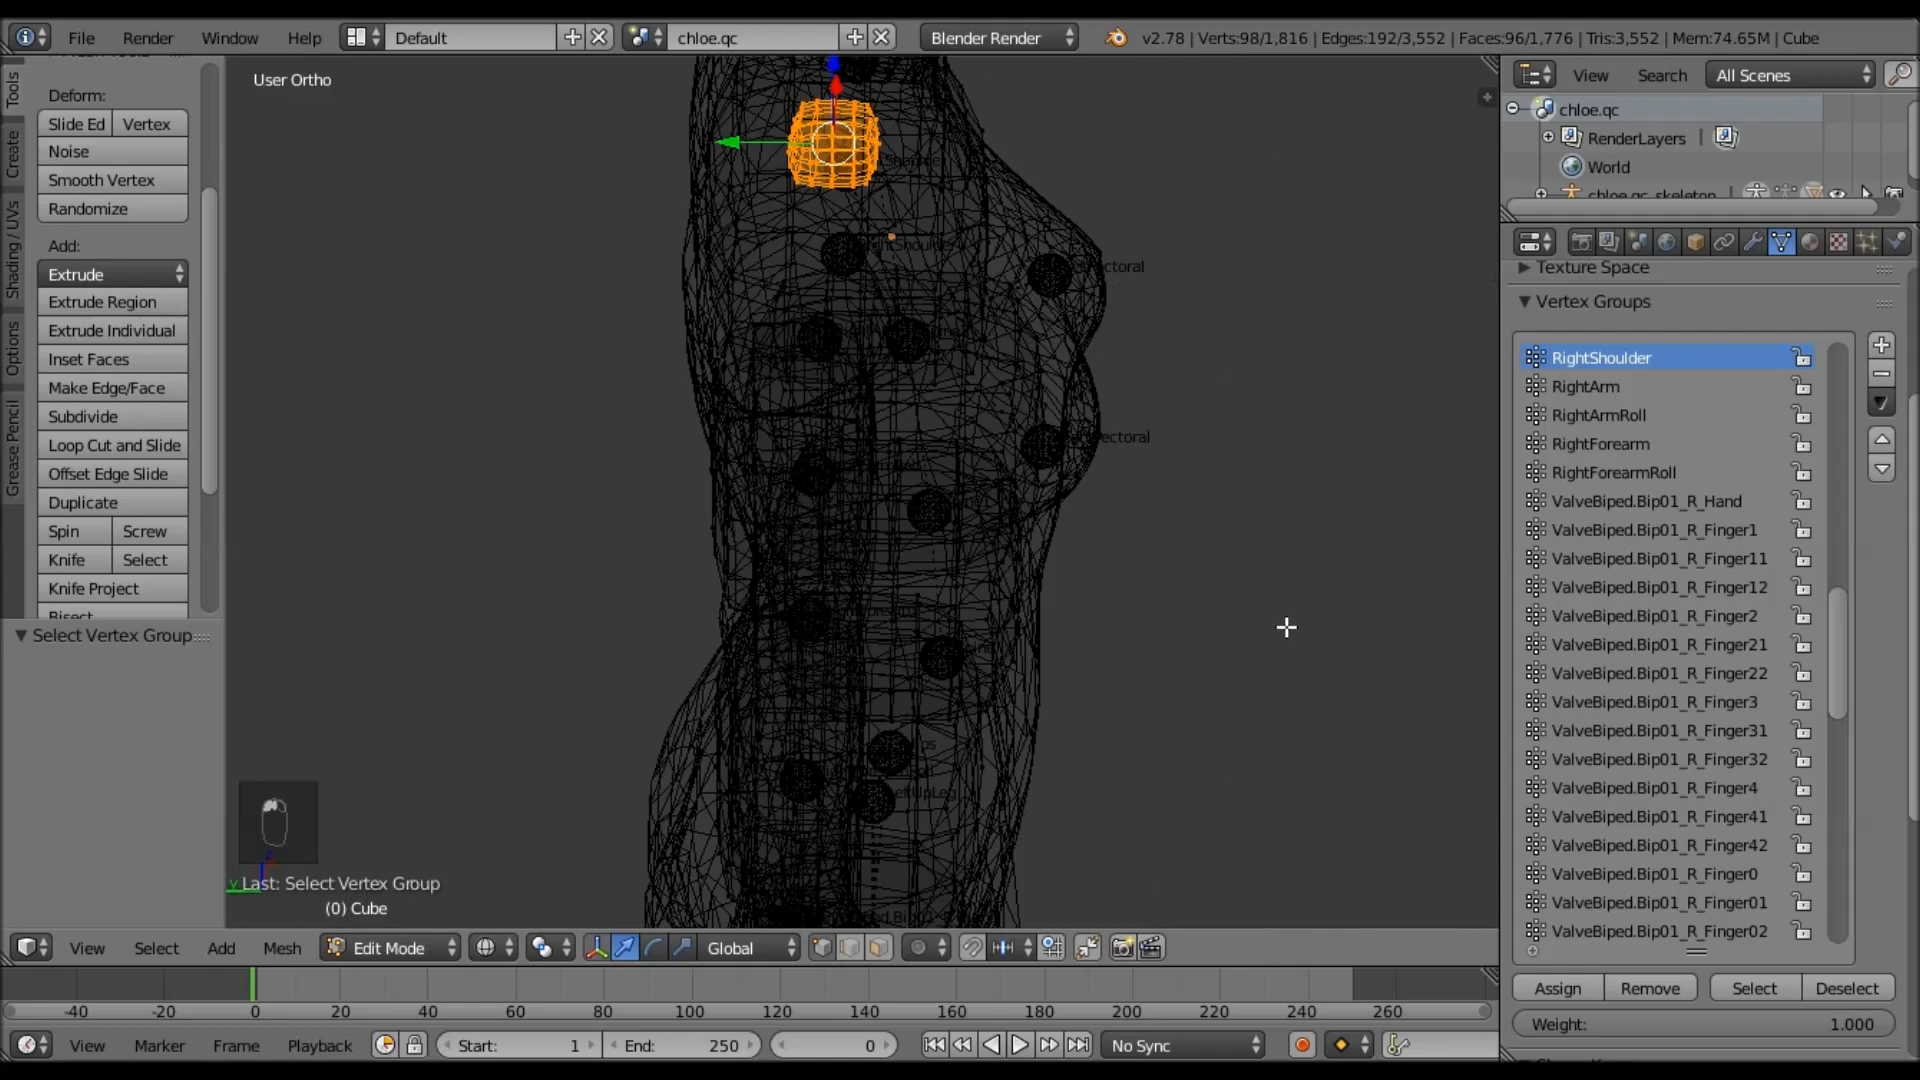 File Render Window Help Default chloe.qc Blender Render v2.78 | Verts:98/1,816 | Edges:192/3,552 | Faces:96/1,776 | Tris:3,552 | Mem:74.65M | Cube
User Ortho
View Search All Scenes
chloe.qc
RenderLayers |
World
chloe.qc_skeleton |
Tools
Create
Shading / UVs
Options
Grease Pencil
Deform:
Slide Ed Vertex
Noise
Smooth Vertex
Randomize
Add:
Extrude
Extrude Region
Extrude Individual
Inset Faces
Make Edge/Face
Subdivide
Loop Cut and Slide
Offset Edge Slide
Duplicate
Spin Screw
Knife Select
Knife Project
Bisect
Select Vertex Group
Texture Space
Vertex Groups
RightShoulder
RightArm
RightArmRoll
RightForearm
RightForearmRoll
ValveBiped.Bip01_R_Hand
ValveBiped.Bip01_R_Finger1
ValveBiped.Bip01_R_Finger11
ValveBiped.Bip01_R_Finger12
ValveBiped.Bip01_R_Finger2
ValveBiped.Bip01_R_Finger21
ValveBiped.Bip01_R_Finger22
ValveBiped.Bip01_R_Finger3
ValveBiped.Bip01_R_Finger31
ValveBiped.Bip01_R_Finger32
ValveBiped.Bip01_R_Finger4
ValveBiped.Bip01_R_Finger41
ValveBiped.Bip01_R_Finger42
ValveBiped.Bip01_R_Finger0
ValveBiped.Bip01_R_Finger01
ValveBiped.Bip01_R_Finger02
Assign Remove Select Deselect
Weight: 1.000
Last: Select Vertex Group
(0) Cube
View Select Add Mesh Edit Mode Global
-40 -20 0 20 40 60 80 100 120 140 160 180 200 220 240 260
View Marker Frame Playback Start: 1 End: 250 0 No Sync